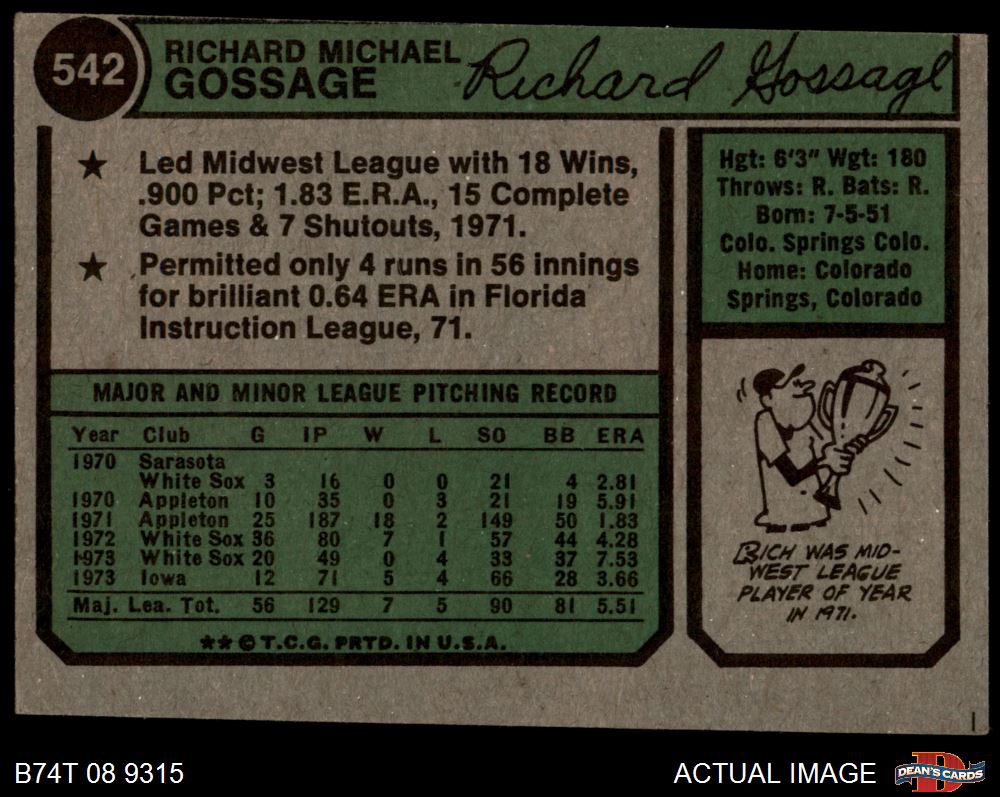 542
RICHARD MICHAEL
GOSSAGE
Richard Gossage
★ Led Midwest League with 18 Wins,
.900 Pct; 1.83 E.R.A., 15 Complete
Games & 7 Shutouts, 1971.
★ Permitted only 4 runs in 56 innings
for brilliant 0.64 ERA in Florida
Instruction League, 71.
Hgt: 6'3" Wgt: 180
Throws: R. Bats: R.
Born: 7-5-51
Colo. Springs Colo.
Home: Colorado
Springs, Colorado
MAJOR AND MINOR LEAGUE PITCHING RECORD
Year Club G IP W L SO BB ERA
1970 Sarasota
White Sox 3 16 0 0 21 4 2.81
1970 Appleton 10 35 0 3 21 19 5.91
1971 Appleton 25 187 18 2 149 50 1.83
1972 White Sox 36 80 7 1 57 44 4.28
1973 White Sox 20 49 0 4 33 37 7.53
1973 Iowa 12 71 5 4 66 28 3.66
Maj. Lea. Tot. 56 129 7 5 90 81 5.51
**© T.C.G. PRTD. IN U.S.A.
RICH WAS MID-
WEST LEAGUE
PLAYER OF YEAR
IN 1971.
B74T 08 9315
ACTUAL IMAGE
D
DEAN'S CARDS